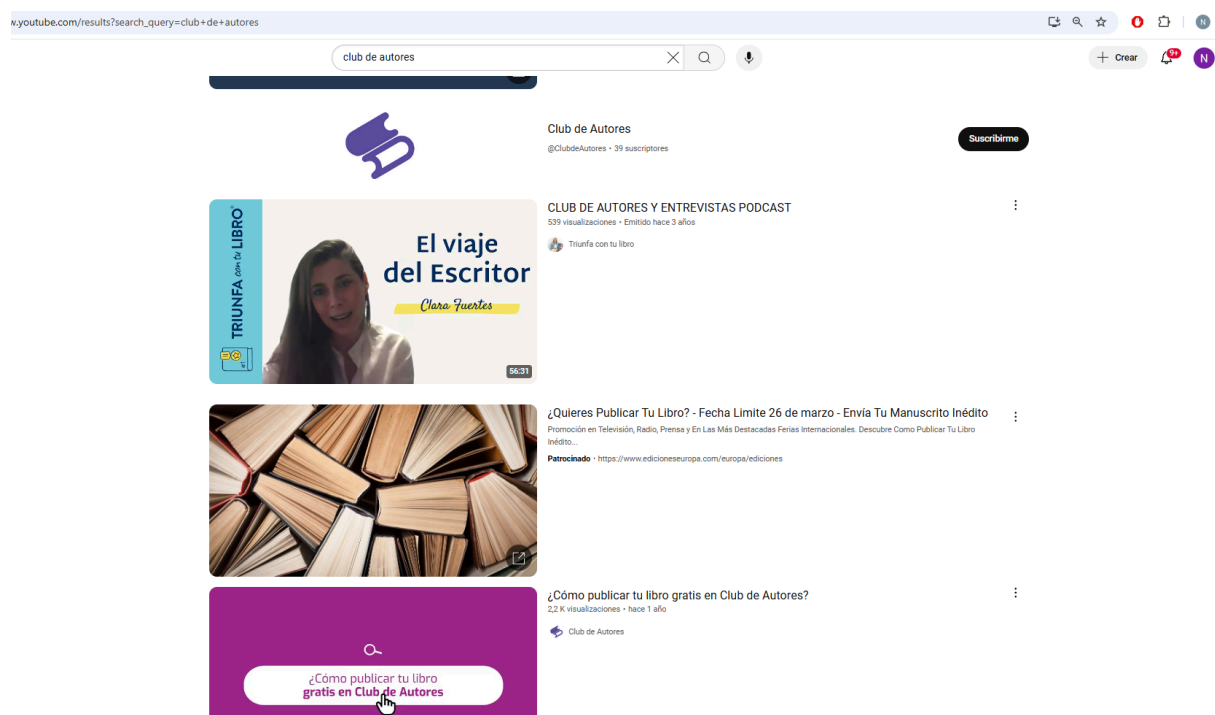 w.youtube.com/results?search_query=club+de+autores
N
club de autores
Crear
9+
N
Club de Autores
@ClubdeAutores • 39 suscriptores
Suscribirme
TRIUNFA con tu LIBRO
El viaje
del Escritor
Clara Fuertes
56:31
CLUB DE AUTORES Y ENTREVISTAS PODCAST
539 visualizaciones • Emitido hace 3 años
Triunfa con tu libro
¿Quieres Publicar Tu Libro? - Fecha Limite 26 de marzo - Envía Tu Manuscrito Inédito
Promoción en Televisión, Radio, Prensa y En Las Más Destacadas Ferias Internacionales. Descubre Como Publicar Tu Libro
Inédito...
Patrocinado · https://www.edicioneseuropa.com/europa/ediciones
¿Cómo publicar tu libro gratis en Club de Autores?
2,2 K visualizaciones • hace 1 año
Club de Autores
¿Cómo publicar tu libro
gratis en Club de Autores